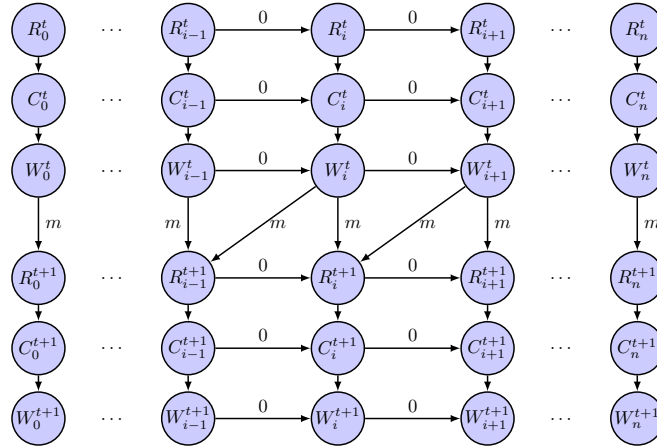 0 0
R_0^t ... R_{i-1}^t R_i^t R_{i+1}^t ... R_n^t
0 0
C_0^t ... C_{i-1}^t C_i^t C_{i+1}^t ... C_n^t
0 0
W_0^t ... W_{i-1}^t W_i^t W_{i+1}^t ... W_n^t
m m m m m m m
0 0
R_0^{t+1} ... R_{i-1}^{t+1} R_i^{t+1} R_{i+1}^{t+1} ... R_n^{t+1}
0 0
C_0^{t+1} ... C_{i-1}^{t+1} C_i^{t+1} C_{i+1}^{t+1} ... C_n^{t+1}
0 0
W_0^{t+1} ... W_{i-1}^{t+1} W_i^{t+1} W_{i+1}^{t+1} ... W_n^{t+1}